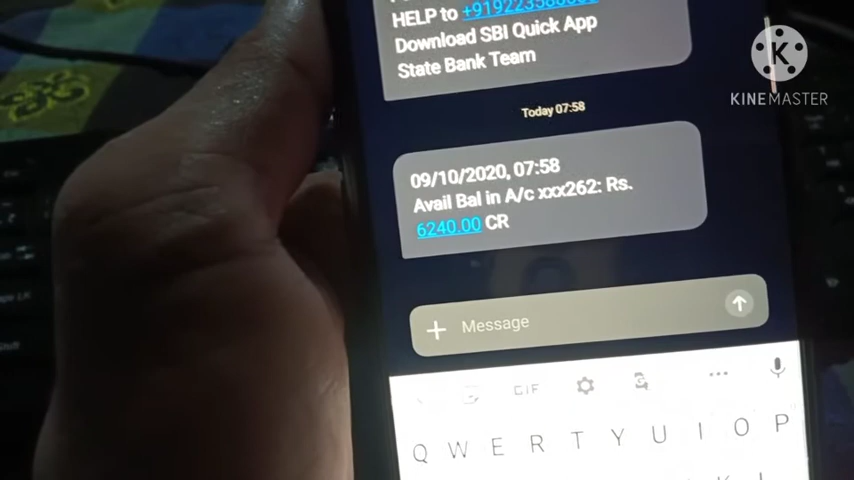 HELP to
Download SBI Quick App
State Bank Team
Today 07:58
09/10/2020, 07:58
Avail Bal in A/c xxx262: Rs.
6240.00 CR
Message
GIF
Q W E R T Y U I O P
K
KINEMASTER